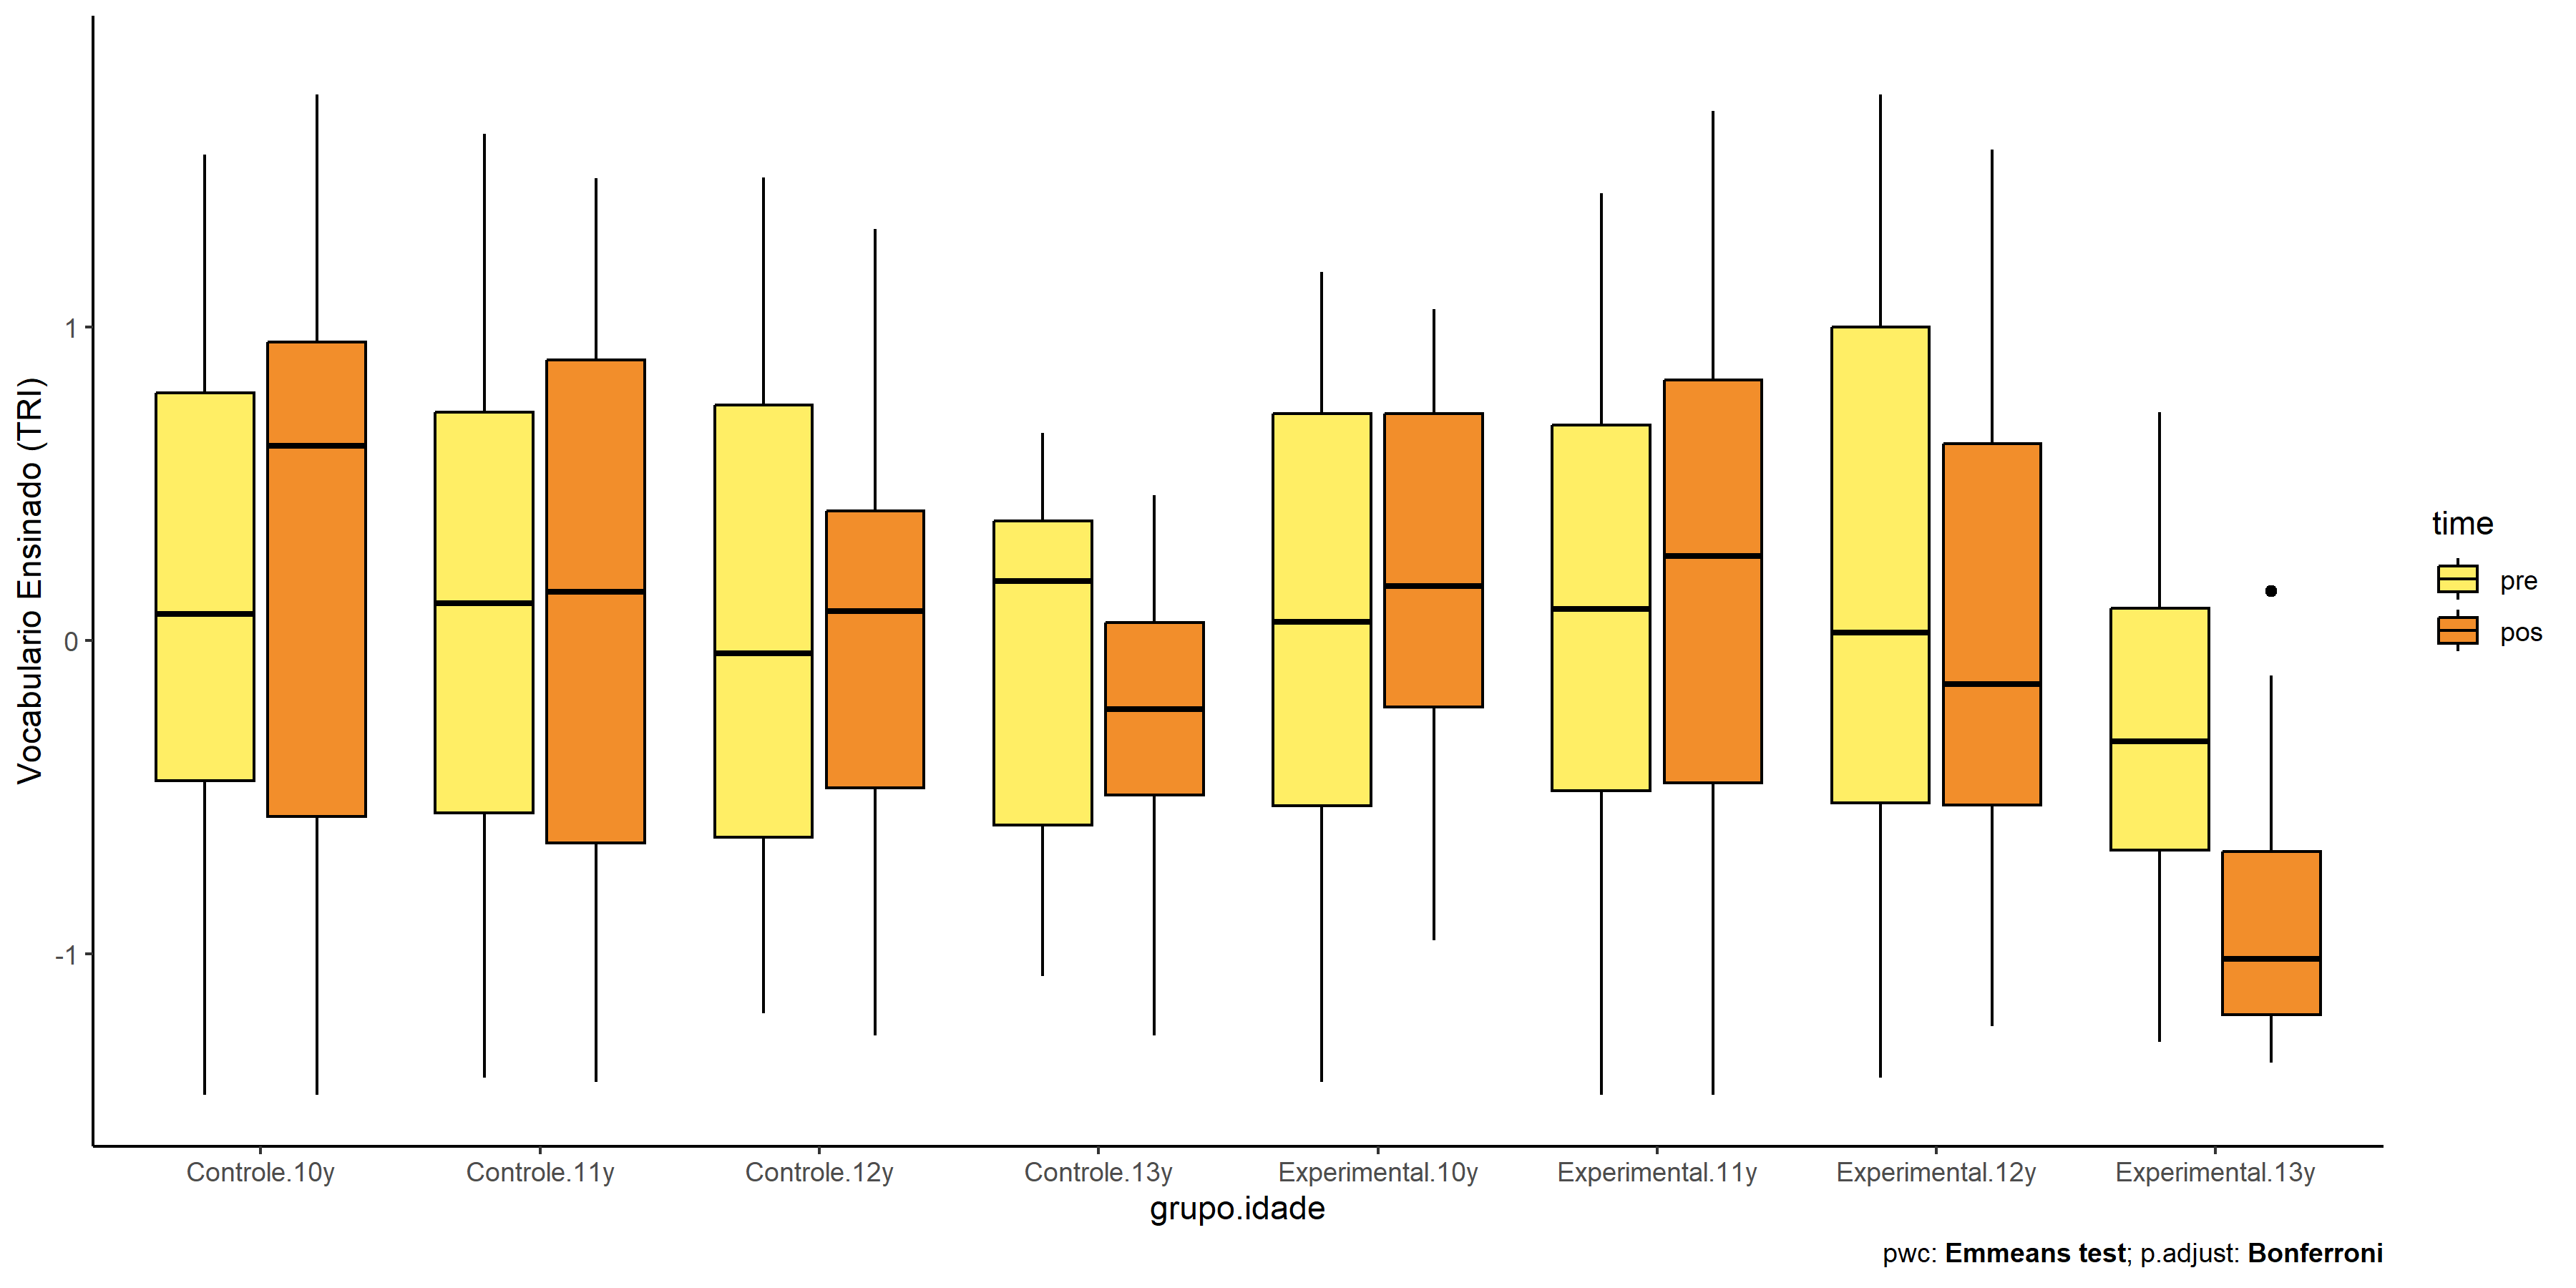 Vocabulario Ensinado (TRI)
1
0
-1
Controle.10y
Controle.11y
Controle.12y
Controle.13y
Experimental.10y
Experimental.11y
Experimental.12y
Experimental.13y
grupo.idade
time
pre
pos
pwc: Emmeans test; p.adjust: Bonferroni